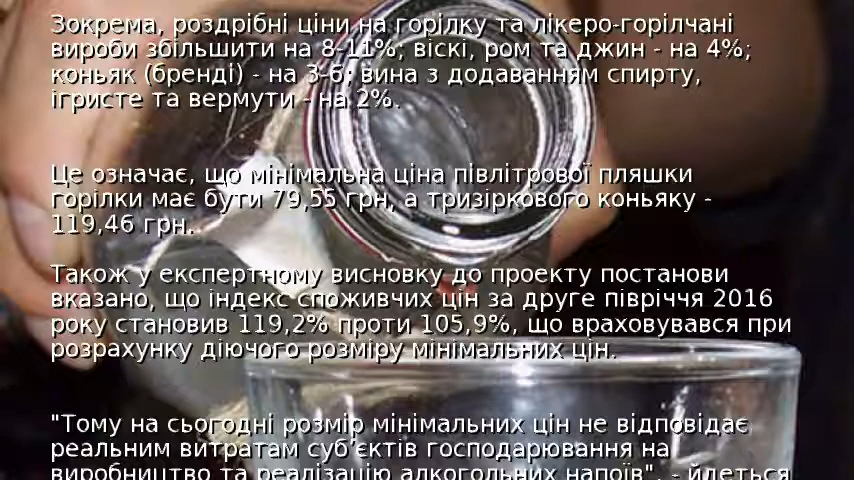 Зокрема, роздрібні ціни на горілку та лікеро-горілчані
вироби збільшити на 8-11%; віскі, ром та джин - на 4%;
коньяк (бренді) - на 3-6; вина з додаванням спирту,
ігристе та вермути - на 2%.
Це означає, що мінімальна ціна півлітрової пляшки
горілки має бути 79,55 грн, а тризіркового коньяку -
119,46 грн.
Також у експертному висновку до проекту постанови
вказано, що індекс споживчих цін за друге півріччя 2016
року становив 119,2% проти 105,9%, що враховувався при
розрахунку діючого розміру мінімальних цін.
"Тому на сьогодні розмір мінімальних цін не відповідає
реальним витратам суб'єктів господарювання на
виробництво та реалізацію алкогольних напоїв", - йдеться